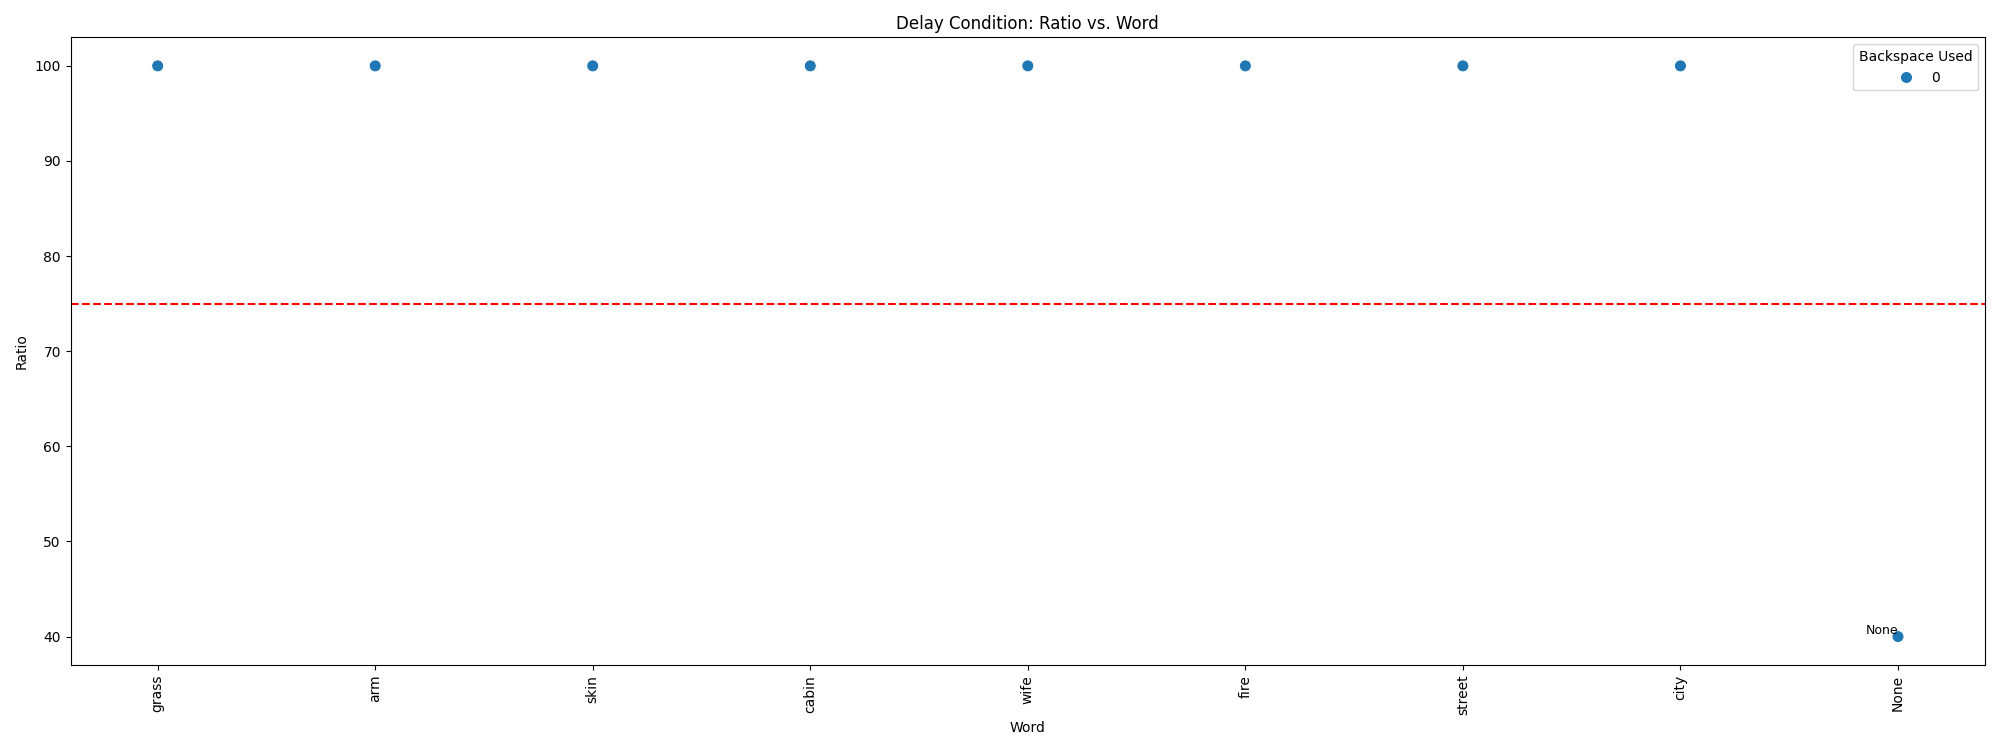 Delay Condition: Ratio vs. Word
Backspace Used
0
100
90
80
70
60
50
40
Ratio
None
grass
arm
skin
cabin
wife
fire
street
city
None
Word